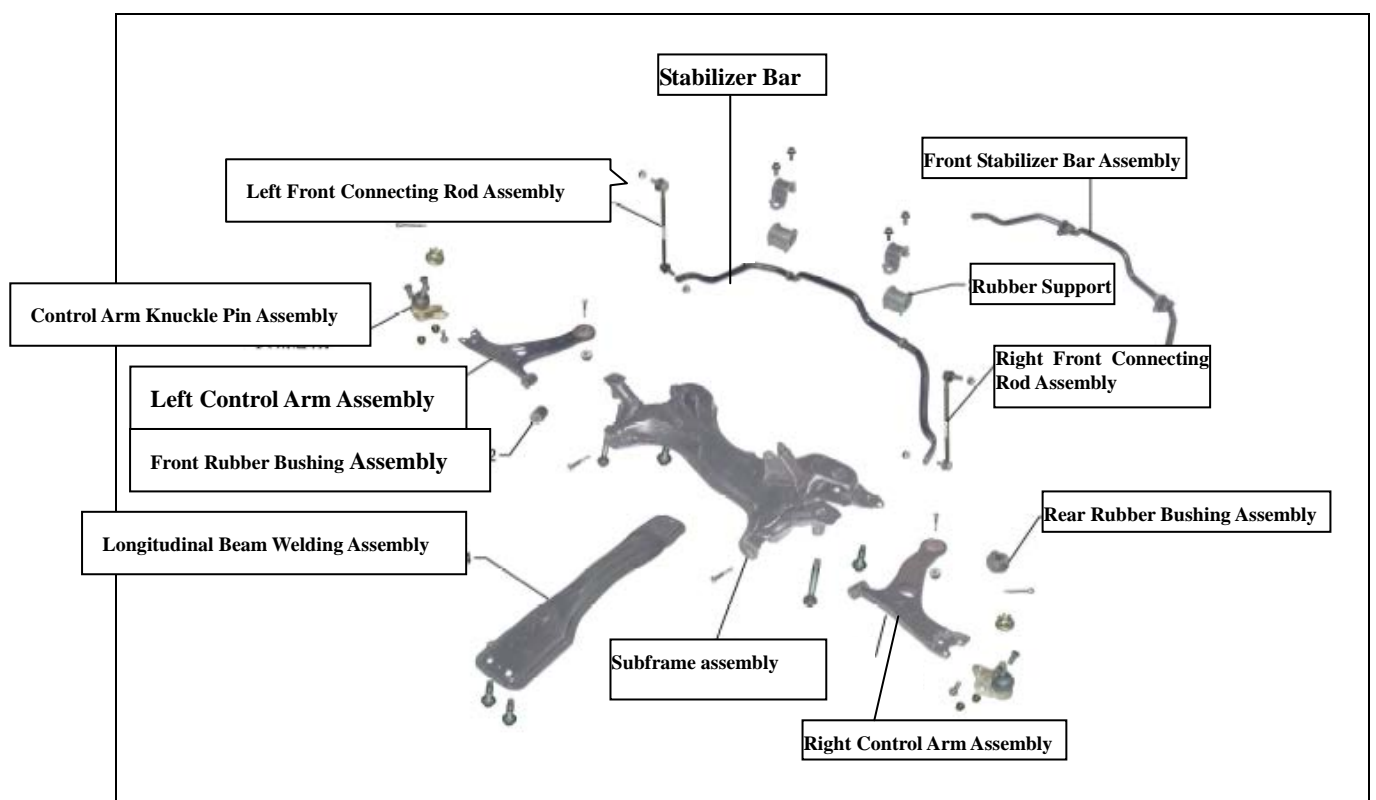 Stabilizer Bar
Front Stabilizer Bar Assembly
Left Front Connecting Rod Assembly
Rubber Support
Control Arm Knuckle Pin Assembly
Right Front Connecting
Rod Assembly
Left Control Arm Assembly
Front Rubber Bushing Assembly
Rear Rubber Bushing Assembly
Longitudinal Beam Welding Assembly
Subframe assembly
Right Control Arm Assembly